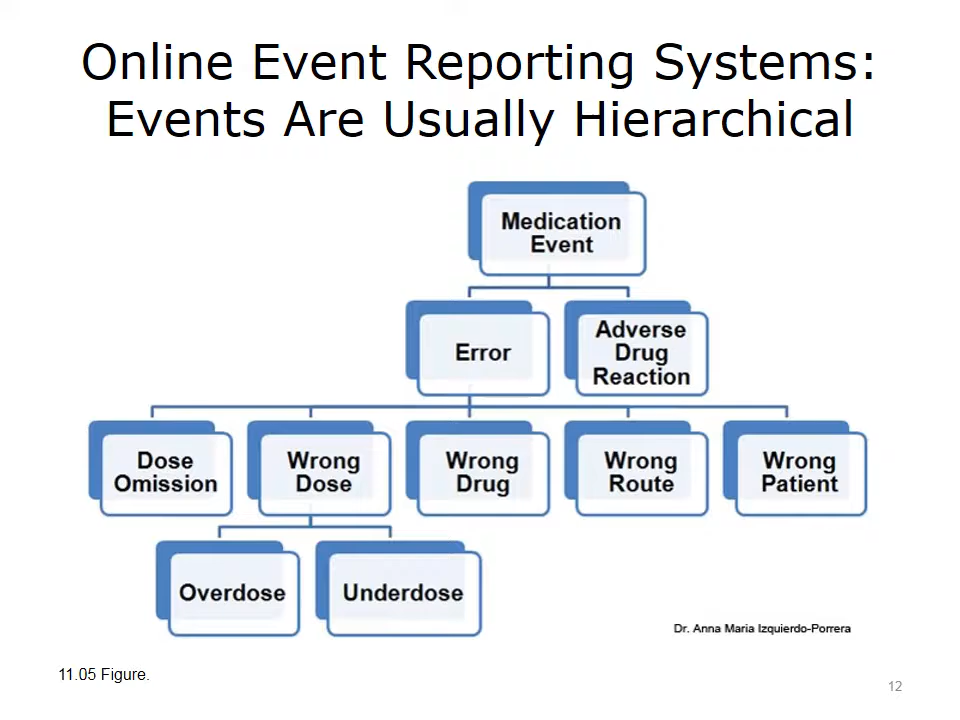 Online Event Reporting Systems:
Events Are Usually Hierarchical
Medication
Event
Error
Adverse
Drug
Reaction
Dose
Omission
Wrong
Dose
Wrong
Drug
Wrong
Route
Wrong
Patient
Overdose
Underdose
Dr. Anna Maria Izquierdo-Porrera
11.05 Figure.
12